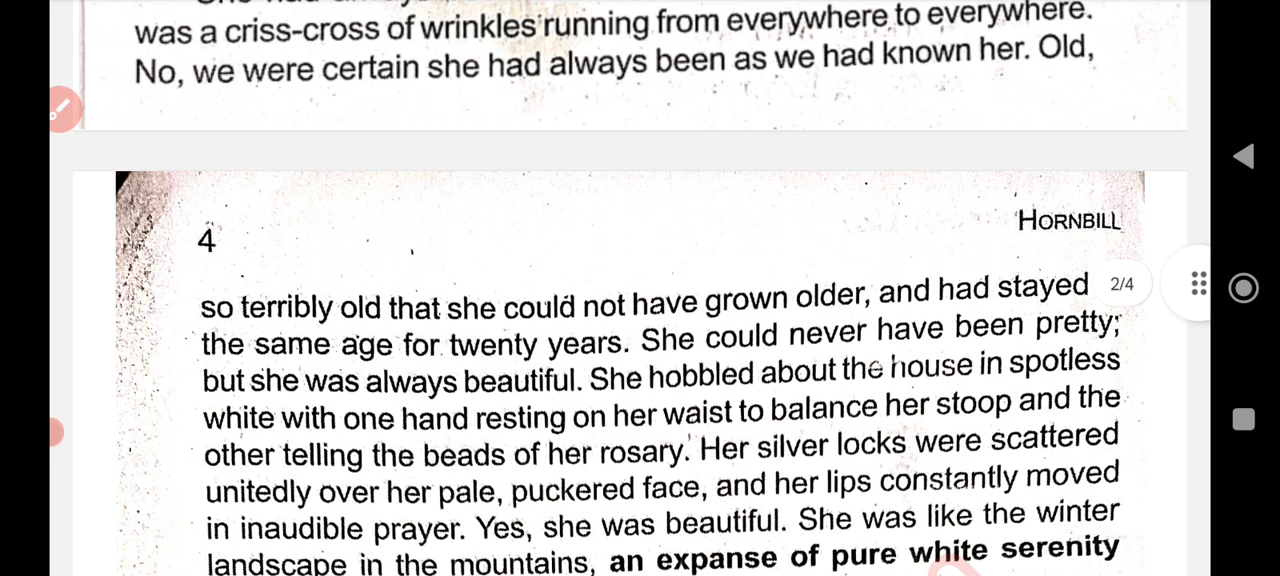 was a criss-cross of wrinkles running from everywhere to everywhere.
No, we were certain she had always been as we had known her. Old,
4
HORNBILL
so terribly old that she could not have grown older, and had stayed
2/4
the same age for twenty years. She could never have been pretty;
but she was always beautiful. She hobbled about the house in spotless
white with one hand resting on her waist to balance her stoop and the
other telling the beads of her rosary. Her silver locks were scattered
unitedly over her pale, puckered face, and her lips constantly moved
in inaudible prayer. Yes, she was beautiful. She was like the winter
landscape in the mountains, an expanse of pure white serenity